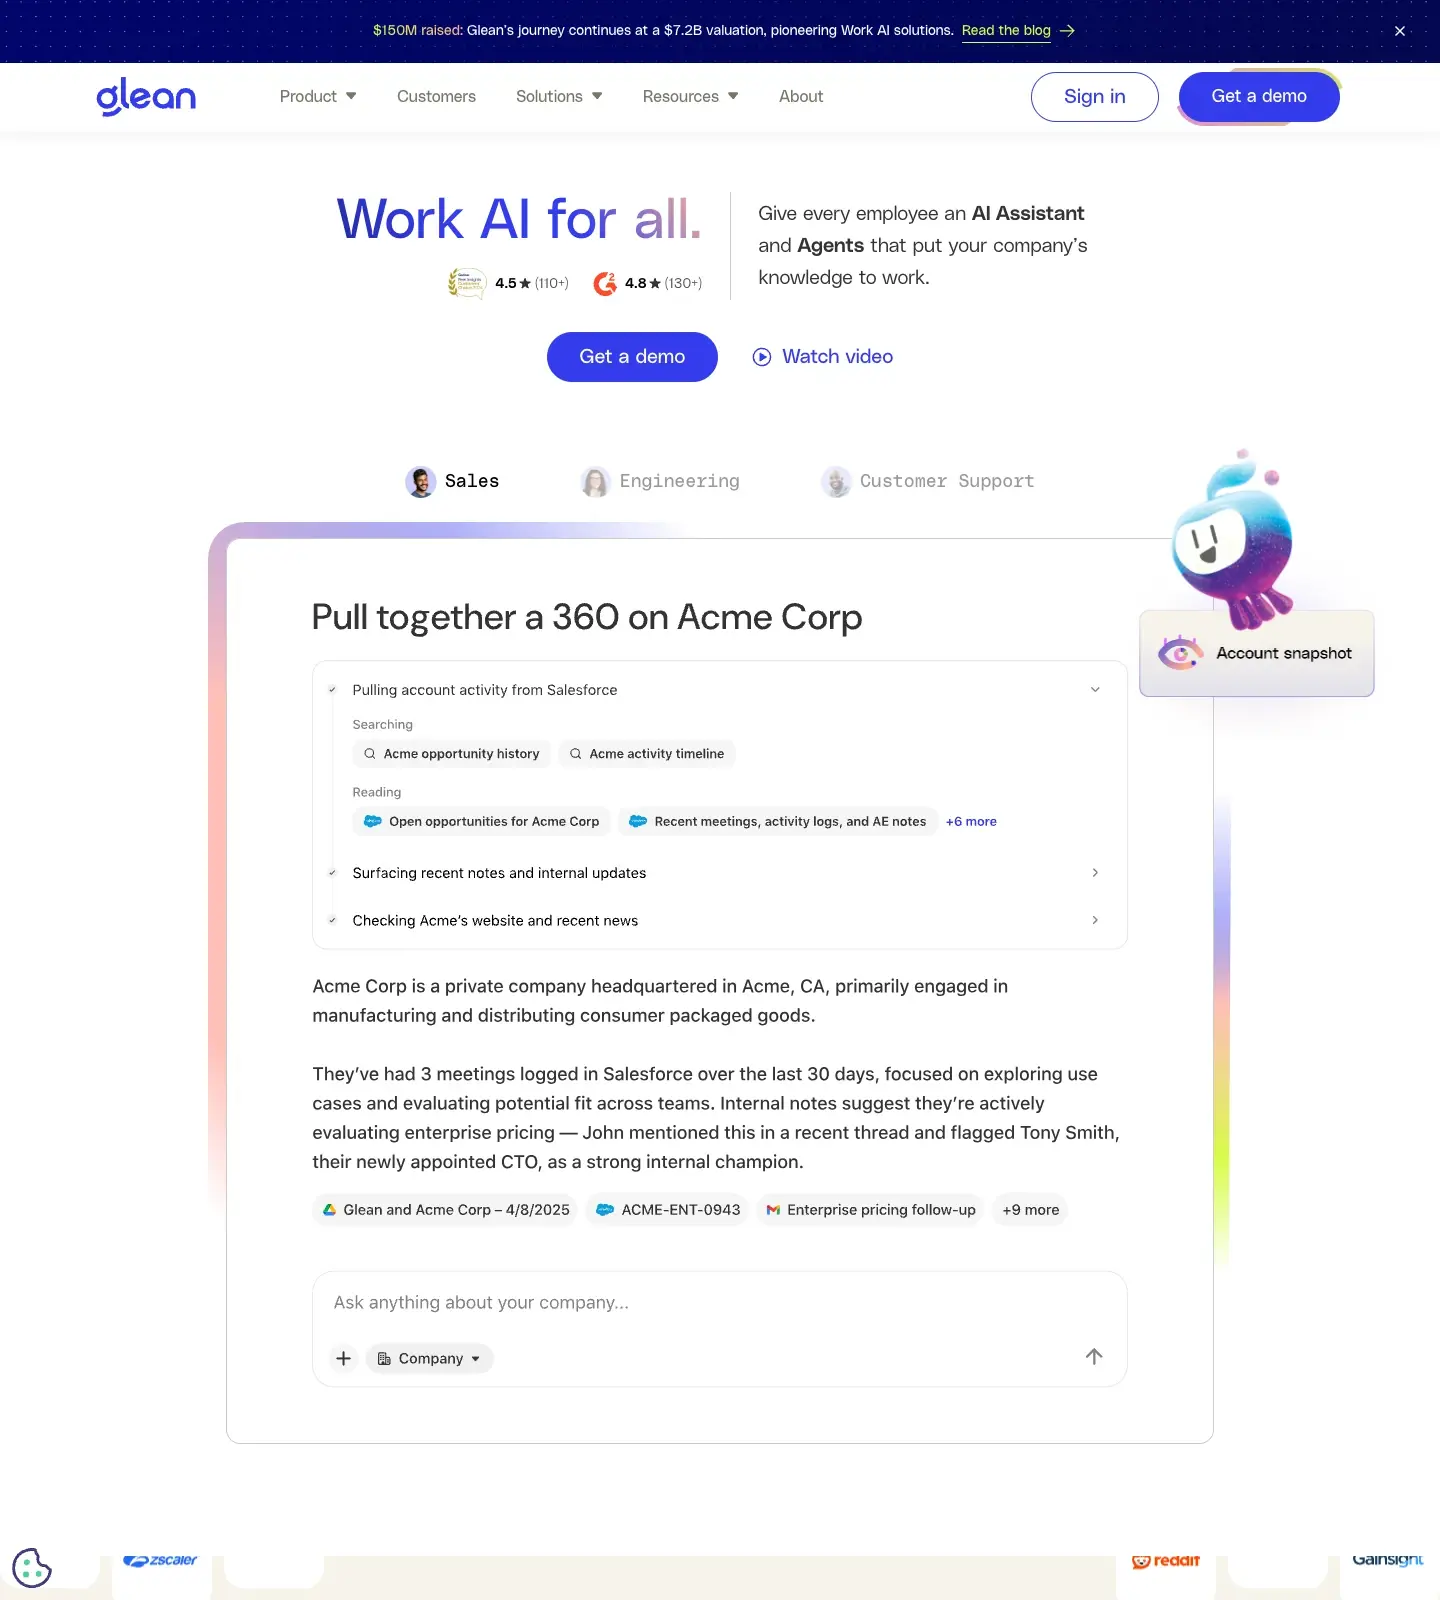 $150M raised: Glean's journey continues at a $7.2B valuation, pioneering Work AI solutions. Read the blog
glean
Product
Customers
Solutions
Resources
About
Sign in
Get a demo
Work AI for all.
4.5 ★ (110+)
4.8 ★ (130+)
Give every employee an AI Assistant
and Agents that put your company's
knowledge to work.
Get a demo
Watch video
Sales
Engineering
Customer Support
Account snapshot
Pull together a 360 on Acme Corp
Pulling account activity from Salesforce
Searching
Acme opportunity history
Acme activity timeline
Reading
Open opportunities for Acme Corp
Recent meetings, activity logs, and AE notes
+6 more
Surfacing recent notes and internal updates
Checking Acme's website and recent news
Acme Corp is a private company headquartered in Acme, CA, primarily engaged in
manufacturing and distributing consumer packaged goods.
They've had 3 meetings logged in Salesforce over the last 30 days, focused on exploring use
cases and evaluating potential fit across teams. Internal notes suggest they're actively
evaluating enterprise pricing — John mentioned this in a recent thread and flagged Tony Smith,
their newly appointed CTO, as a strong internal champion.
Glean and Acme Corp – 4/8/2025
ACME-ENT-0943
Enterprise pricing follow-up
+9 more
Ask anything about your company...
Company
zscaler
reddit
Gainsight